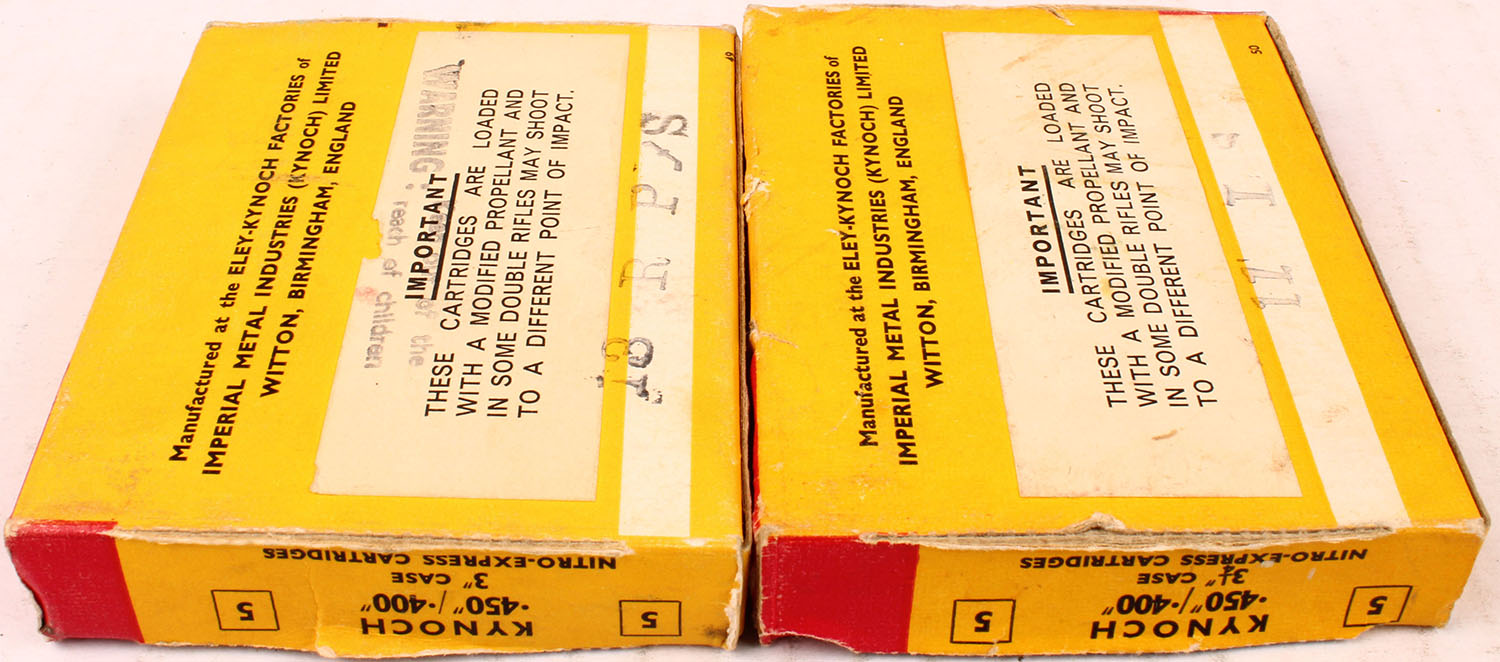 Manufactured at the ELEY-KYNOCH FACTORIES of
IMPERIAL METAL INDUSTRIES (KYNOCH) LIMITED
WITTON, BIRMINGHAM, ENGLAND
WARNING:
reach of children
of the
IMPORTANT
THESE CARTRIDGES ARE LOADED
WITH A MODIFIED PROPELLANT AND
IN SOME DOUBLE RIFLES MAY SHOOT
TO A DIFFERENT POINT OF IMPACT.
R P S
49
5
KYNOCH
·450"/·400"
3" CASE
NITRO-EXPRESS CARTRIDGES
5
Manufactured at the ELEY-KYNOCH FACTORIES of
IMPERIAL METAL INDUSTRIES (KYNOCH) LIMITED
WITTON, BIRMINGHAM, ENGLAND
IMPORTANT
THESE CARTRIDGES ARE LOADED
WITH A MODIFIED PROPELLANT AND
IN SOME DOUBLE RIFLES MAY SHOOT
TO A DIFFERENT POINT OF IMPACT.
50
5
KYNOCH
·450"/·400"
3¼" CASE
NITRO-EXPRESS CARTRIDGES
5